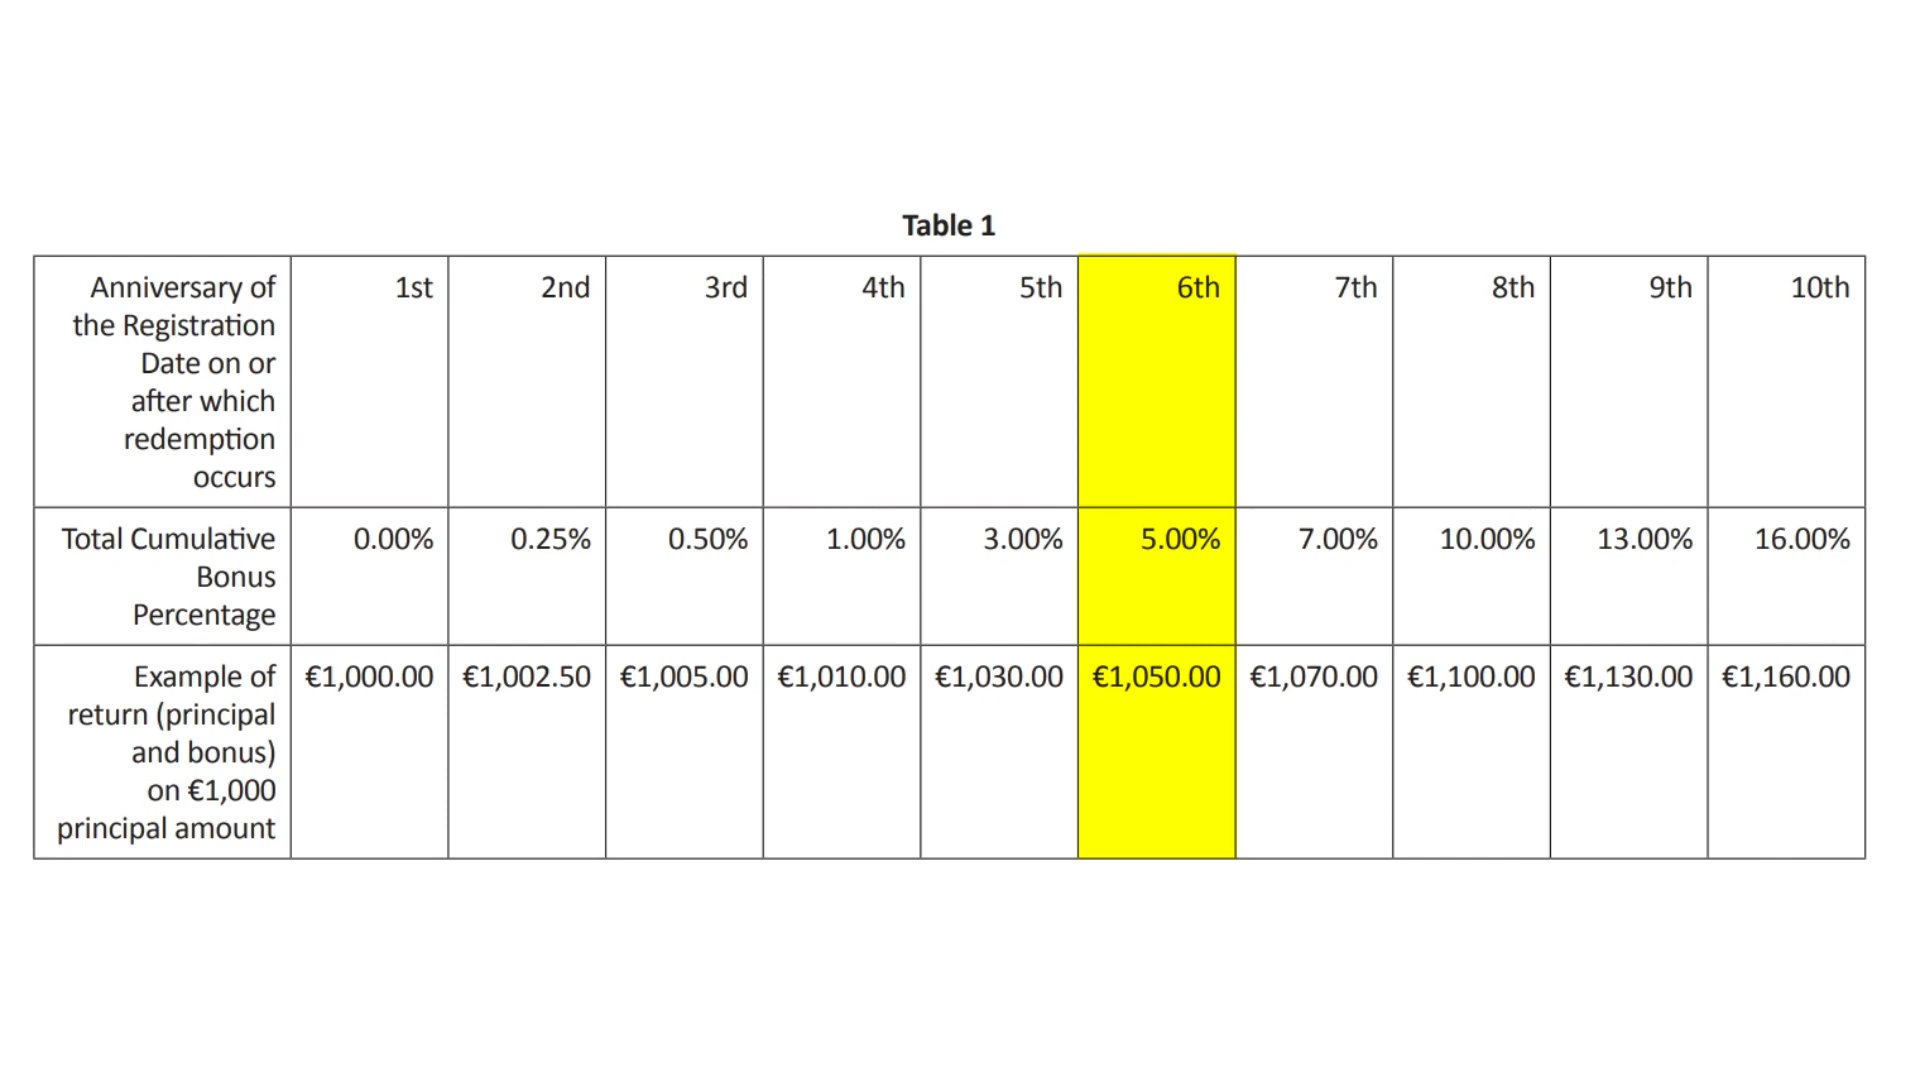 Table 1
Anniversary of
the Registration
Date on or
after which
redemption
occurs
1st 2nd 3rd 4th 5th 6th 7th 8th 9th 10th
Total Cumulative
Bonus
Percentage
0.00% 0.25% 0.50% 1.00% 3.00% 5.00% 7.00% 10.00% 13.00% 16.00%
Example of
return (principal
and bonus)
on €1,000
principal amount
€1,000.00 €1,002.50 €1,005.00 €1,010.00 €1,030.00 €1,050.00 €1,070.00 €1,100.00 €1,130.00 €1,160.00